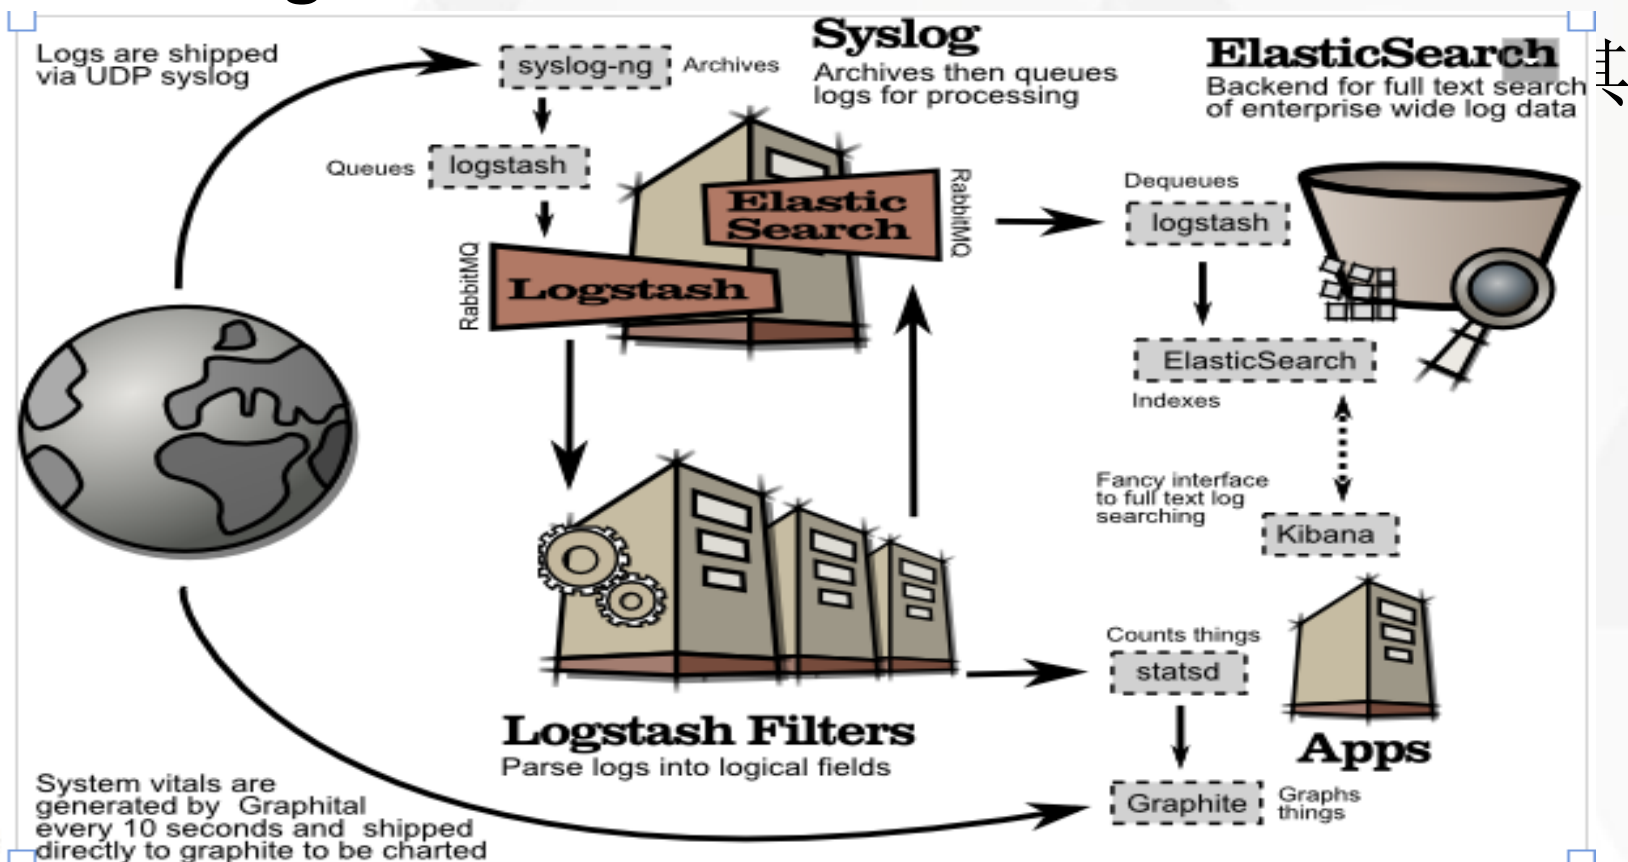 Logs are shipped
via UDP syslog
syslog-ng
Archives
Queues
logstash
RabbitMQ
Logstash
Syslog
Archives then queues
logs for processing
Elastic
Search
RabbitMQ
ElasticSearch
Backend for full text search
of enterprise wide log data
Dequeues
logstash
ElasticSearch
Indexes
Fancy interface
to full text log
searching
Kibana
Logstash Filters
Parse logs into logical fields
Counts things
statsd
Apps
Graphite
Graphs
things
System vitals are
generated by Graphital
every 10 seconds and shipped
directly to graphite to be charted